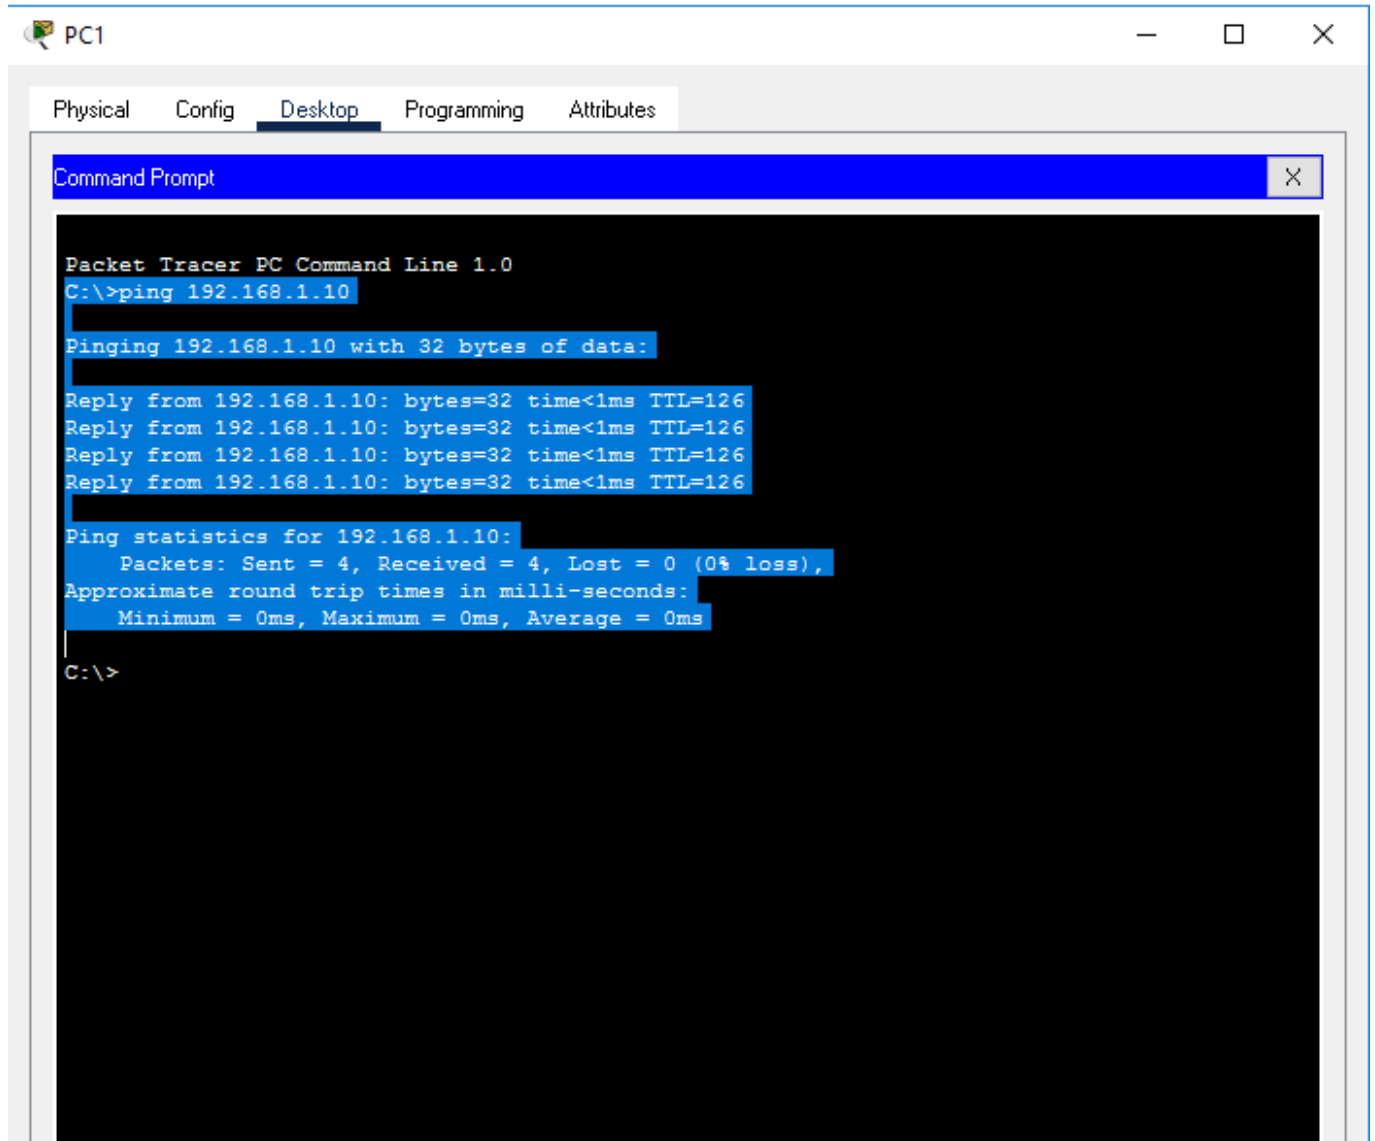 PC1
Physical Config Desktop Programming Attributes
Command Prompt X
Packet Tracer PC Command Line 1.0
C:\>ping 192.168.1.10
Pinging 192.168.1.10 with 32 bytes of data:
Reply from 192.168.1.10: bytes=32 time<1ms TTL=126
Reply from 192.168.1.10: bytes=32 time<1ms TTL=126
Reply from 192.168.1.10: bytes=32 time<1ms TTL=126
Reply from 192.168.1.10: bytes=32 time<1ms TTL=126
Ping statistics for 192.168.1.10:
    Packets: Sent = 4, Received = 4, Lost = 0 (0% loss),
Approximate round trip times in milli-seconds:
    Minimum = 0ms, Maximum = 0ms, Average = 0ms
C:\>